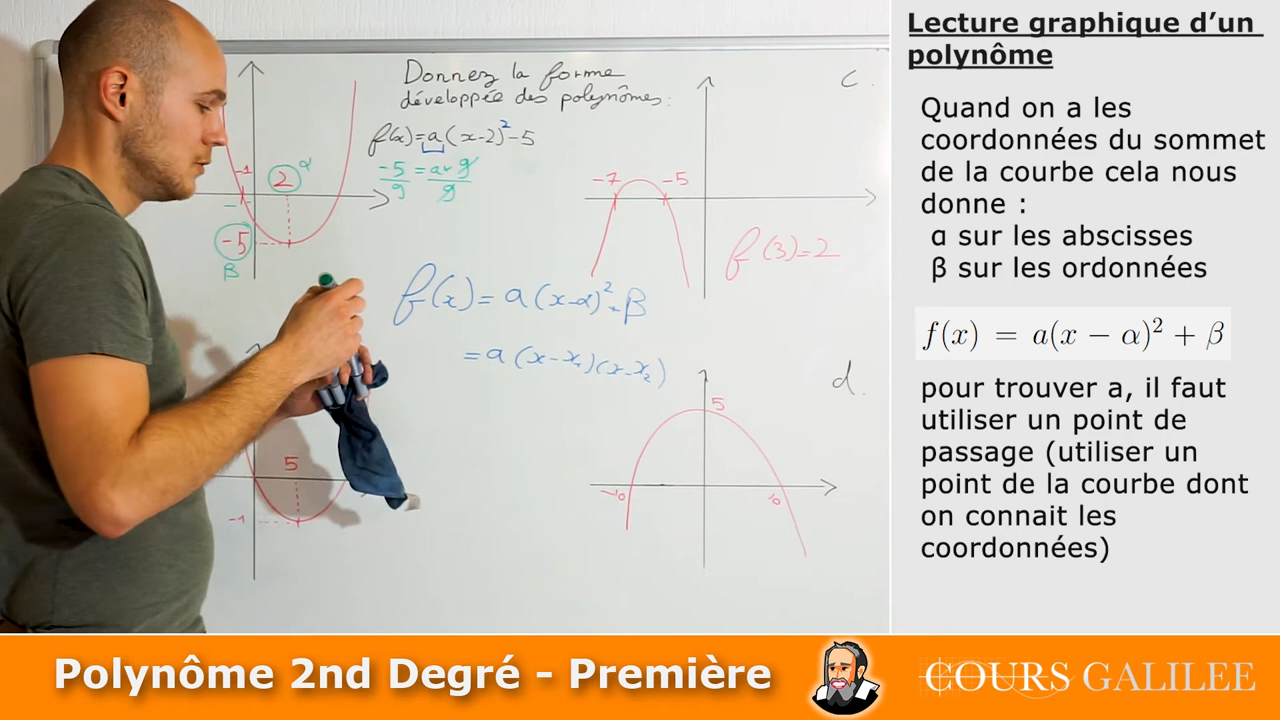 Donnez la forme
développée des polynômes :
f(x) = a(x-2)² - 5
-5 = a × 9
9 9
-1
2
α
-5
β
c.
-7
-5
f(3) = 2
f(x) = a(x-α)² + β
= a(x-x₁)(x-x₂)
5
-1
d.
5
-10
10
Lecture graphique d’un
polynôme
Quand on a les
coordonnées du sommet
de la courbe cela nous
donne :
α sur les abscisses
β sur les ordonnées
f(x) = a(x − α)² + β
pour trouver a, il faut
utiliser un point de
passage (utiliser un
point de la courbe dont
on connait les
coordonnées)
Polynôme 2nd Degré - Première
COURS GALILEE